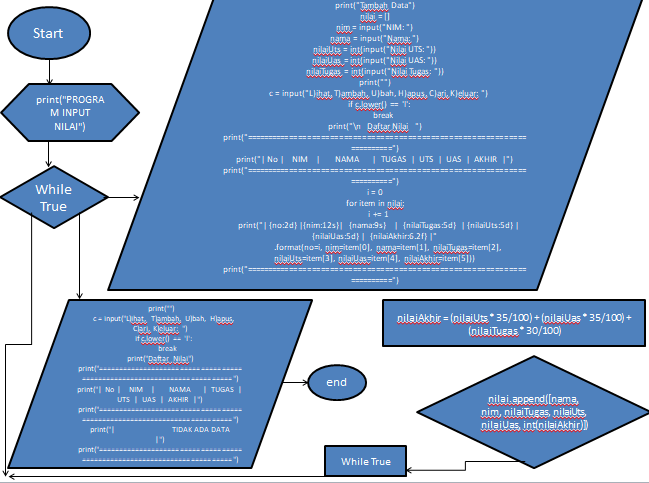 Start
print("PROGRA
M INPUT
NILAI")
While
True
print("Tambah Data")
nilai = []
nim = input("NIM: ")
nama = input("Nama: ")
nilaiUts = int(input("Nilai UTS: "))
nilaiUas = int(input("Nilai UAS: "))
nilaiTugas = int(input("Nilai Tugas: "))
print("")
c = input("L)ihat, T)ambah, U)bah, H)apus, C)ari, K)eluar: ")
if c.lower() == 'l':
break
print("\n Daftar Nilai ")
print("==================================================================
==========")
print("| No | NIM | NAMA | TUGAS | UTS | UAS | AKHIR |")
print("==================================================================
==========")
i = 0
for item in nilai:
i += 1
print("| {no:2d} |{nim:12s}| {nama:9s} | {nilaiTugas:5d} | {nilaiUts:5d} |
{nilaiUas:5d} | {nilaiAkhir:6.2f} |"
.format(no=i, nim=item[0], nama=item[1], nilaiTugas=item[2],
nilaiUts=item[3], nilaiUas=item[4], nilaiAkhir=item[5]))
print("==================================================================
==========")
print("")
c = input("L)ihat, T)ambah, U)bah, H)apus,
C)ari, K)eluar: ")
if c.lower() == 'l':
break
print("Daftar Nilai")
print("==================================
======================================")
print("| No | NIM | NAMA | TUGAS |
UTS | UAS | AKHIR |")
print("==================================
======================================")
print("| TIDAK ADA DATA
|")
print("==================================
======================================")
end
nilaiAkhir = (nilaiUts * 35/100) + (nilaiUas * 35/100) +
(nilaiTugas * 30/100)
nilai.append([nama,
nim, nilaiTugas, nilaiUts,
nilaiUas, int(nilaiAkhir)])
While True